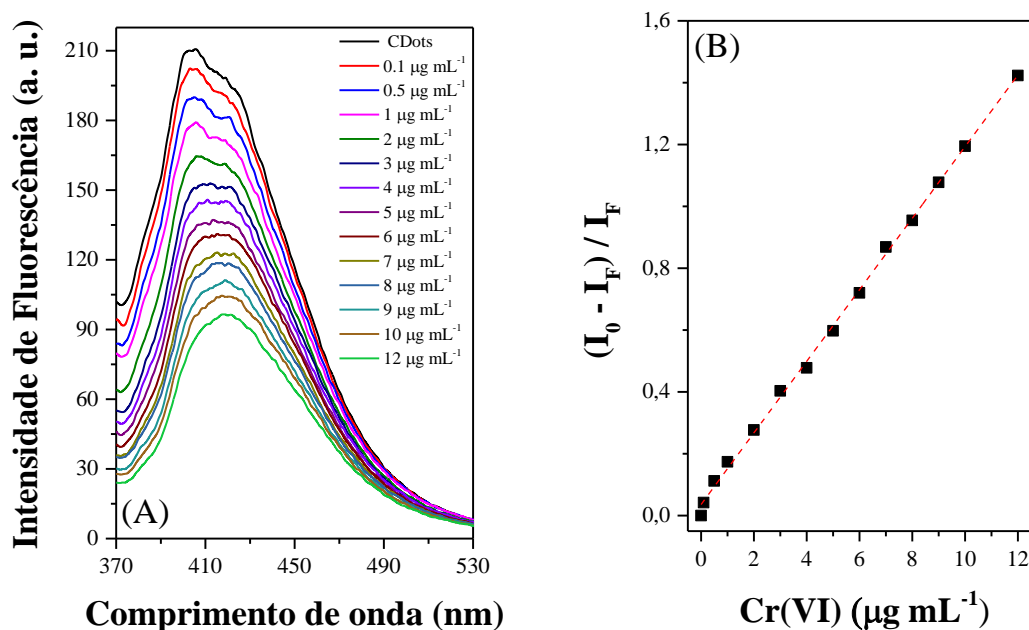 Intensidade de Fluorescência (a. u.)
210
180
150
120
90
60
30
0
(A)
CDots
0.1 μg mL⁻¹
0.5 μg mL⁻¹
1 μg mL⁻¹
2 μg mL⁻¹
3 μg mL⁻¹
4 μg mL⁻¹
5 μg mL⁻¹
6 μg mL⁻¹
7 μg mL⁻¹
8 μg mL⁻¹
9 μg mL⁻¹
10 μg mL⁻¹
12 μg mL⁻¹
370 410 450 490 530
Comprimento de onda (nm)
(B)
(I₀ - I_F) / I_F
1,6
1,2
0,8
0,4
0,0
0 2 4 6 8 10 12
Cr(VI) (μg mL⁻¹)